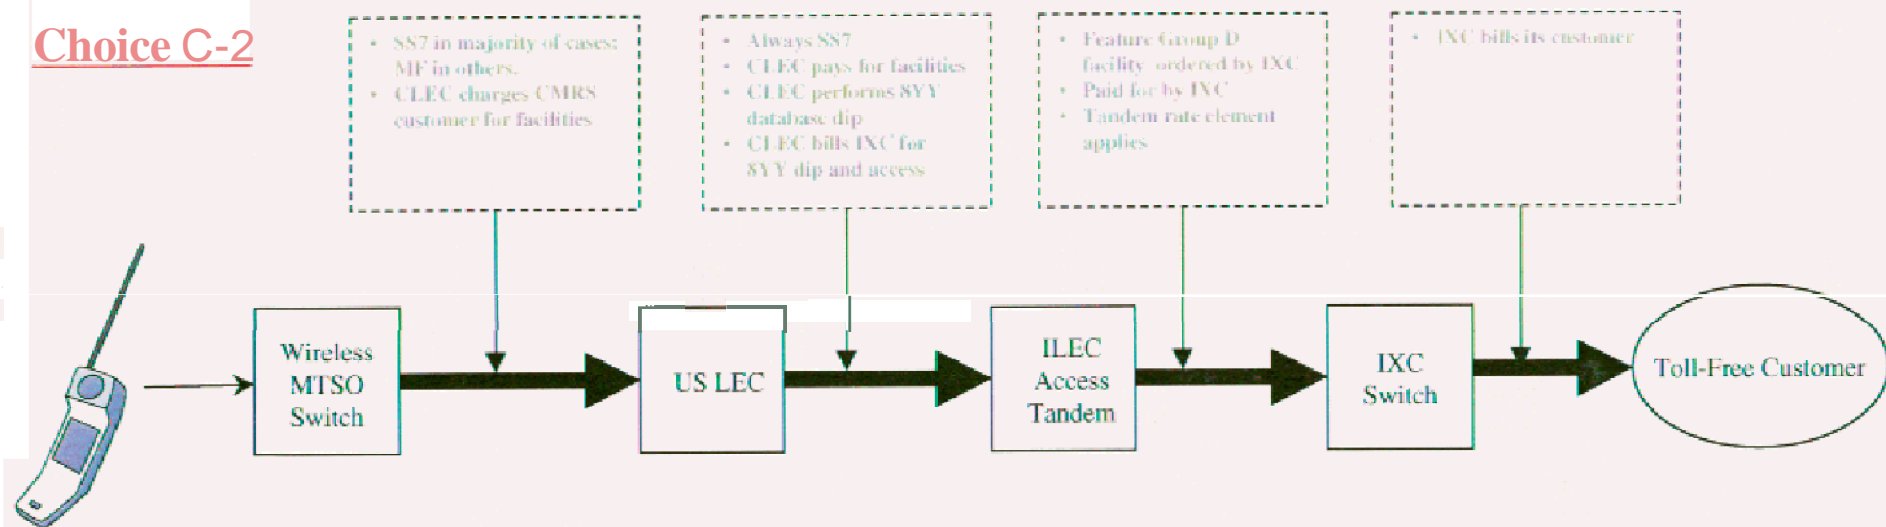 Choice C-2
• SS7 in majority of cases;
MF in others.
• CLEC charges CMRS
customer for facilities
• Always SS7
• CLEC pays for facilities
• CLEC performs 8YY
database dip
• CLEC bills IXC for
8YY dip and access
• Feature Group D
facility ordered by IXC
• Paid for by IXC
• Tandem rate element
applies
• IXC bills its customer
Wireless
MTSO
Switch
US LEC
ILEC
Access
Tandem
IXC
Switch
Toll-Free Customer